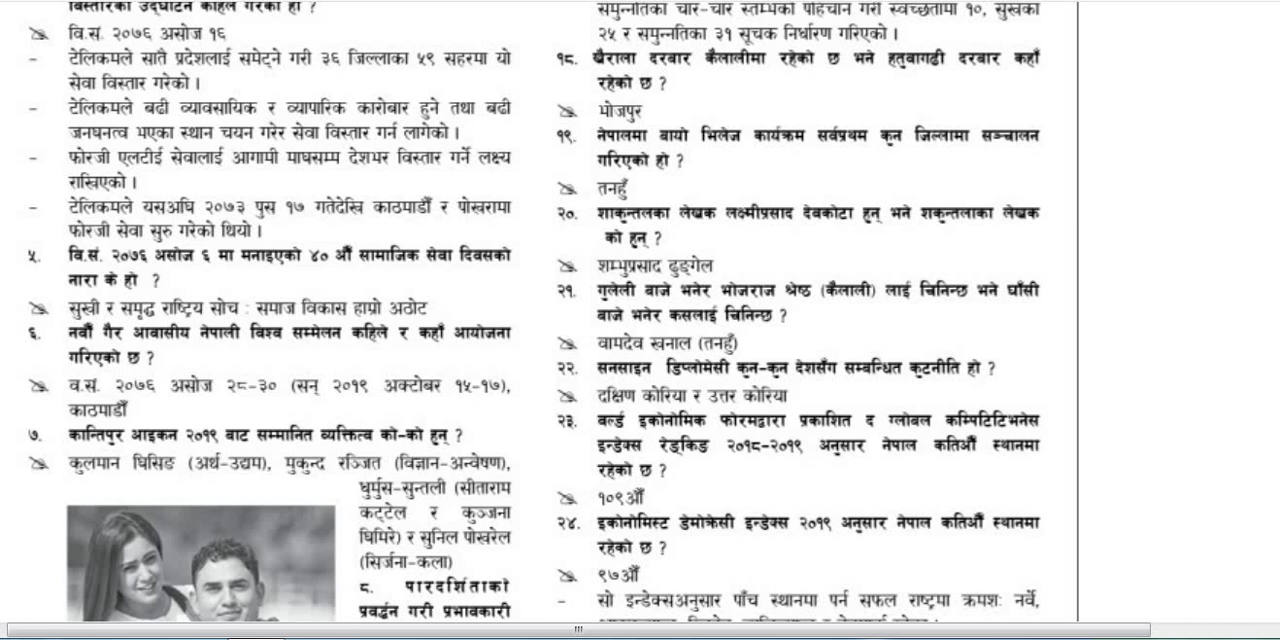 विस्तारको उद्घाटन कहिले गरेको हो ?
वि.सं. २०७६ असोज १६
- टेलिकमले सातै प्रदेशलाई समेट्ने गरी ३६ जिल्लाका ५९ सहरमा यो
सेवा विस्तार गरेको ।
- टेलिकमले बढी व्यावसायिक र व्यापारिक कारोबार हुने तथा बढी
जनघनत्व भएका स्थान चयन गरेर सेवा विस्तार गर्न लागेको ।
- फोरजी एलटीई सेवालाई आगामी माघसम्म देशभर विस्तार गर्ने लक्ष्य
राखिएको ।
- टेलिकमले यसअघि २०७३ पुस १७ गतेदेखि काठमाडौँ र पोखरामा
फोरजी सेवा सुरु गरेको थियो ।
५. वि.सं. २०७६ असोज ६ मा मनाइएको ४० औँ सामाजिक सेवा दिवसको
नारा के हो ?
सुखी र समृद्ध राष्ट्रिय सोच : समाज विकास हाम्रो अठोट
६. नवौँ गैर आवासीय नेपाली विश्व सम्मेलन कहिले र कहाँ आयोजना
गरिएको छ ?
व.सं. २०७६ असोज २८-३० (सन् २०१९ अक्टोबर १५-१७),
काठमाडौँ
७. कान्तिपुर आइकन २०१९ बाट सम्मानित व्यक्तित्व को-को हुन् ?
कुलमान घिसिङ (अर्थ-उद्यम), मुकुन्द रञ्जित (विज्ञान-अन्वेषण),
धुर्मुस-सुन्तली (सीताराम
कट्टेल र कुञ्जना
घिमिरे) र सुनिल पोखरेल
(सिर्जना-कला)
८. पारदर्शिताको
प्रवर्द्धन गरी प्रभावकारी
समुन्नतिका चार-चार स्तम्भको पहिचान गरी स्वच्छतामा १०, सुखका
२५ र समुन्नतिका ३१ सूचक निर्धारण गरिएको ।
१८. खैराला दरबार कैलालीमा रहेको छ भने हतुवागढी दरबार कहाँ
रहेको छ ?
भोजपुर
१९. नेपालमा बायो भिलेज कार्यक्रम सर्वप्रथम कुन जिल्लामा सञ्चालन
गरिएको हो ?
तनहुँ
२०. शाकुन्तलका लेखक लक्ष्मीप्रसाद देवकोटा हुन् भने शकुन्तलाका लेखक
को हुन् ?
शम्भुप्रसाद ढुङ्गेल
२१. गुलेली बाजे भनेर भोजराज श्रेष्ठ (कैलाली) लाई चिनिन्छ भने घाँसी
बाजे भनेर कसलाई चिनिन्छ ?
वामदेव खनाल (तनहुँ)
२२. सनसाइन डिप्लोमेसी कुन-कुन देशसँग सम्बन्धित कुटनीति हो ?
दक्षिण कोरिया र उत्तर कोरिया
२३. वर्ल्ड इकोनोमिक फोरमद्वारा प्रकाशित द ग्लोबल कम्पिटिटिभनेस
इन्डेक्स रेङ्किड २०१८-२०१९ अनुसार नेपाल कतिऔँ स्थानमा
रहेको छ ?
१०९औँ
२४. इकोनोमिस्ट डेमोक्रेसी इन्डेक्स २०१९ अनुसार नेपाल कतिऔँ स्थानमा
रहेको छ ?
९७औँ
- सो इन्डेक्सअनुसार पाँच स्थानमा पर्न सफल राष्ट्रमा क्रमशः नर्वे,